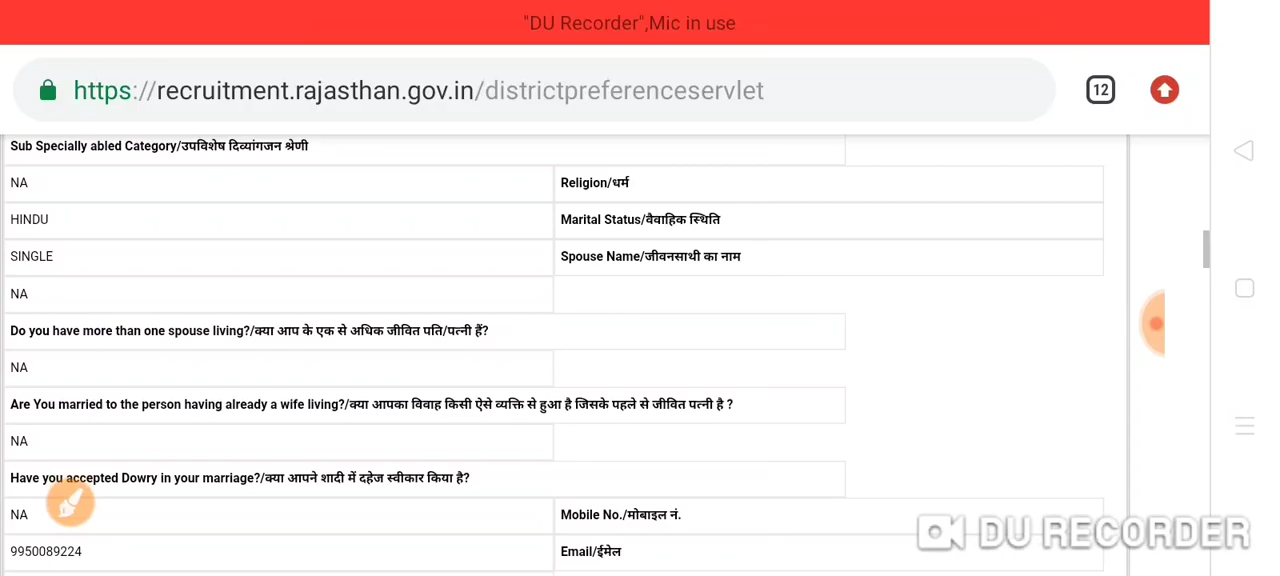 "DU Recorder",Mic in use
https://recruitment.rajasthan.gov.in/districtpreferenceservlet
12
Sub Specially abled Category/उपविशेष दिव्यांगजन श्रेणी
NA Religion/धर्म
HINDU Marital Status/वैवाहिक स्थिति
SINGLE Spouse Name/जीवनसाथी का नाम
NA
Do you have more than one spouse living?/क्या आप के एक से अधिक जीवित पति/पत्नी हैं?
NA
Are You married to the person having already a wife living?/क्या आपका विवाह किसी ऐसे व्यक्ति से हुआ है जिसके पहले से जीवित पत्नी है ?
NA
Have you accepted Dowry in your marriage?/क्या आपने शादी में दहेज स्वीकार किया है?
NA Mobile No./मोबाइल नं.
DU RECORDER
9950089224 Email/ईमेल